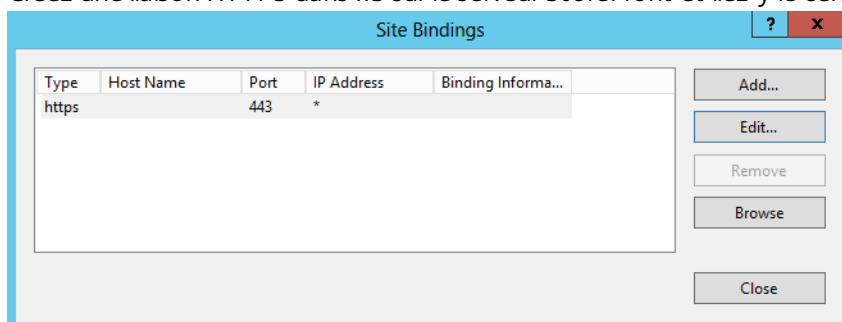 Site Bindings
? x
Type Host Name Port IP Address Binding Informa...
https 443 *
Add...
Edit...
Remove
Browse
Close